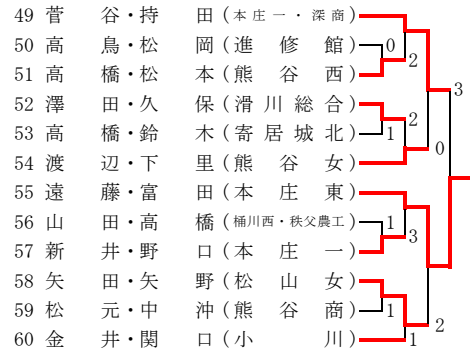 49 菅 谷・持 田(本庄一・深商)
50 高 鳥・松 岡(進 修 館) 0
51 高 橋・松 本(熊 谷 西) 2
3
52 澤 田・久 保(滑川総合) 2
53 高 橋・鈴 木(寄居城北) 1
0
54 渡 辺・下 里(熊 谷 女)
55 遠 藤・富 田(本 庄 東)
56 山 田・高 橋(桶川西・秩父農工) 1
3
57 新 井・野 口(本 庄 一)
58 矢 田・矢 野(松 山 女)
59 松 元・中 沖(熊 谷 商) 1
2
60 金 井・関 口(小 川) 1